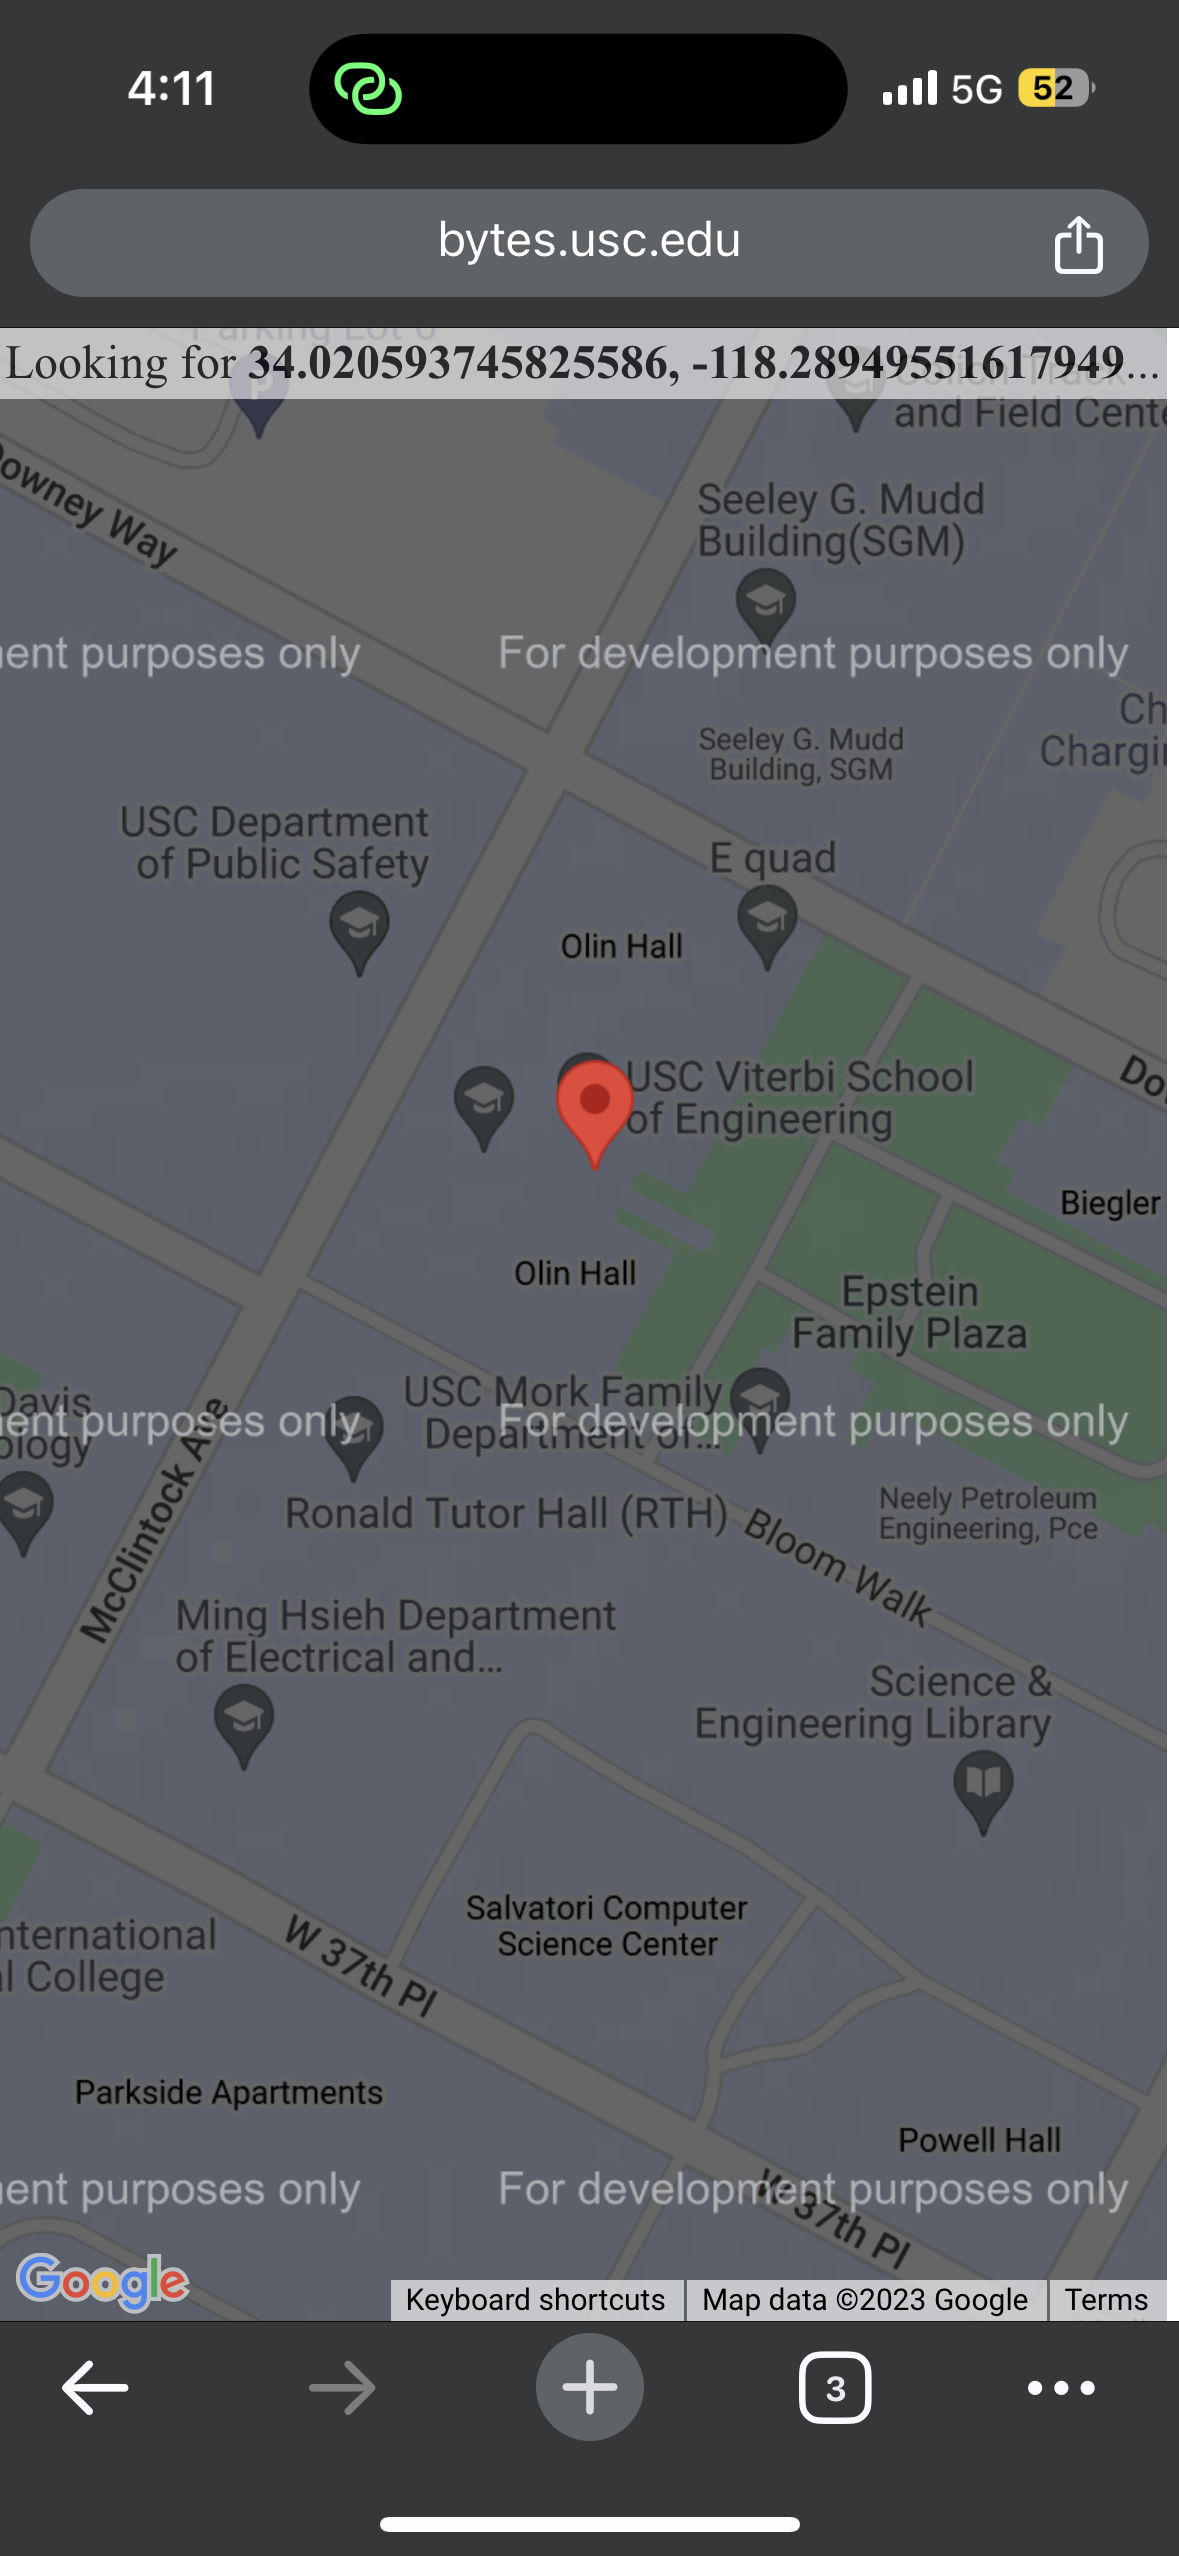 4:11
5G
52
bytes.usc.edu
Parking Lot 6
Looking for 34.020593745825586, -118.28949551617949...
P
Colich Track
and Field Cente
owney Way
Seeley G. Mudd
Building(SGM)
ent purposes only
For development purposes only
Ch
Chargi
Seeley G. Mudd
Building, SGM
USC Department
of Public Safety
E quad
Olin Hall
Do
USC Viterbi School
of Engineering
Biegler
Olin Hall
Epstein
Family Plaza
Davis
ology
ent purposes only
For development purposes only
USC Mork Family
Department of...
McClintock Ave
Ronald Tutor Hall (RTH)
Neely Petroleum
Engineering, Pce
Bloom Walk
Ming Hsieh Department
of Electrical and...
Science &
Engineering Library
Salvatori Computer
Science Center
nternational
l College
W 37th Pl
Parkside Apartments
Powell Hall
ent purposes only
For development purposes only
W 37th Pl
Google
Keyboard shortcuts
Map data ©2023 Google
Terms
3